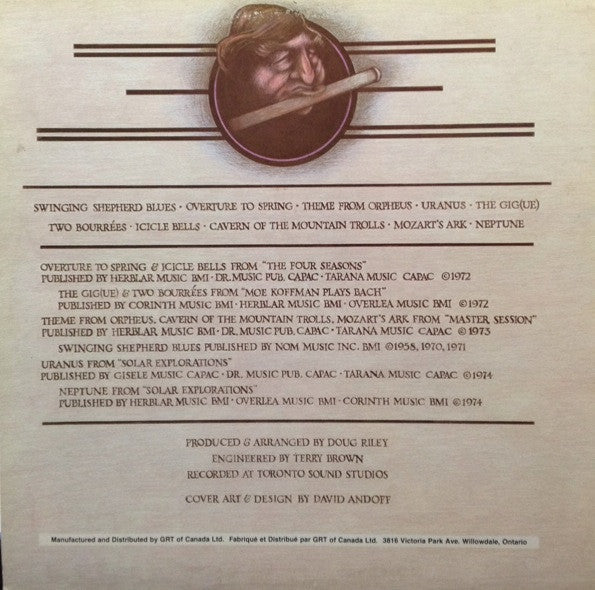 SWINGING SHEPHERD BLUES · OVERTURE TO SPRING · THEME FROM ORPHEUS · URANUS · THE GIG(UE)
TWO BOURRÉES · ICICLE BELLS · CAVERN OF THE MOUNTAIN TROLLS · MOZART'S ARK · NEPTUNE
OVERTURE TO SPRING & ICICLE BELLS FROM "THE FOUR SEASONS"
PUBLISHED BY HERBLAR MUSIC BMI · DR. MUSIC PUB. CAPAC · TARANA MUSIC CAPAC ©1972
THE GIG(UE) & TWO BOURRÉES FROM "MOE KOFFMAN PLAYS BACH"
PUBLISHED BY CORINTH MUSIC BMI · HERBLAR MUSIC BMI · OVERLEA MUSIC BMI ©1972
THEME FROM ORPHEUS, CAVERN OF THE MOUNTAIN TROLLS, MOZART'S ARK FROM "MASTER SESSION"
PUBLISHED BY HERBLAR MUSIC BMI · DR. MUSIC PUB. CAPAC · TARANA MUSIC CAPAC ©1973
SWINGING SHEPHERD BLUES PUBLISHED BY NOM MUSIC INC. BMI ©1958, 1970, 1971
URANUS FROM "SOLAR EXPLORATIONS"
PUBLISHED BY GISELE MUSIC CAPAC · DR. MUSIC PUB. CAPAC · TARANA MUSIC CAPAC ©1974
NEPTUNE FROM "SOLAR EXPLORATIONS"
PUBLISHED BY HERBLAR MUSIC BMI · OVERLEA MUSIC BMI · CORINTH MUSIC BMI ©1974
PRODUCED & ARRANGED BY DOUG RILEY
ENGINEERED BY TERRY BROWN
RECORDED AT TORONTO SOUND STUDIOS
COVER ART & DESIGN BY DAVID ANDOFF
Manufactured and Distributed by GRT of Canada Ltd. Fabriqué et Distribué par GRT of Canada Ltd. 3816 Victoria Park Ave. Willowdale, Ontario